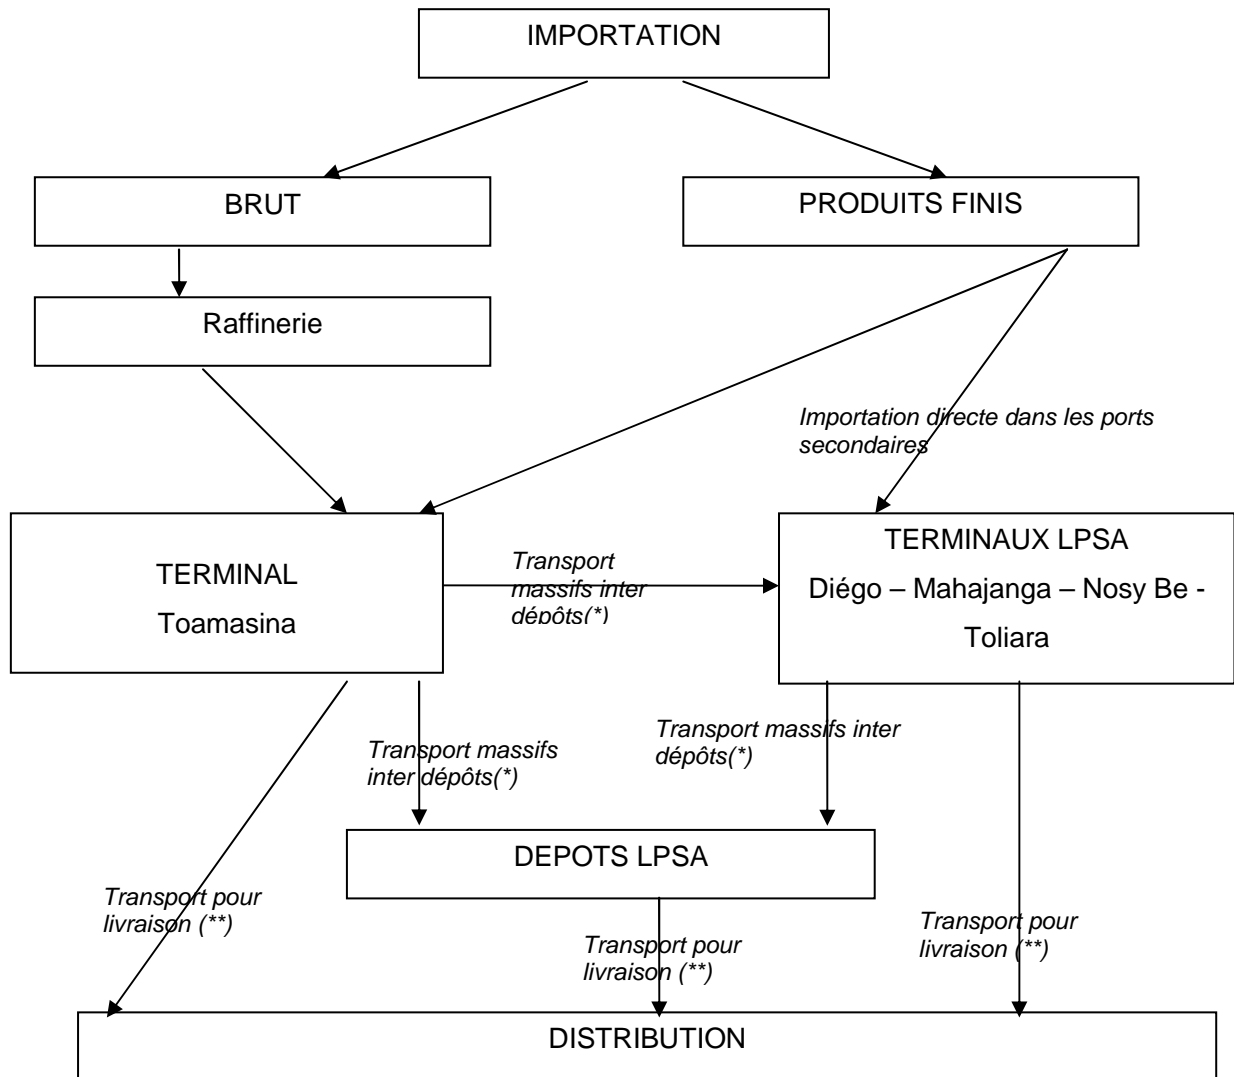 IMPORTATION
BRUT
PRODUITS FINIS
Raffinerie
Importation directe dans les ports
secondaires
TERMINAL
Toamasina
Transport
massifs inter
dépôts(*)
TERMINAUX LPSA
Diégo – Mahajanga – Nosy Be -
Toliara
Transport massifs
inter dépôts(*)
Transport massifs inter
dépôts(*)
DEPOTS LPSA
Transport pour
livraison (**)
Transport pour
livraison (**)
Transport pour
livraison (**)
DISTRIBUTION